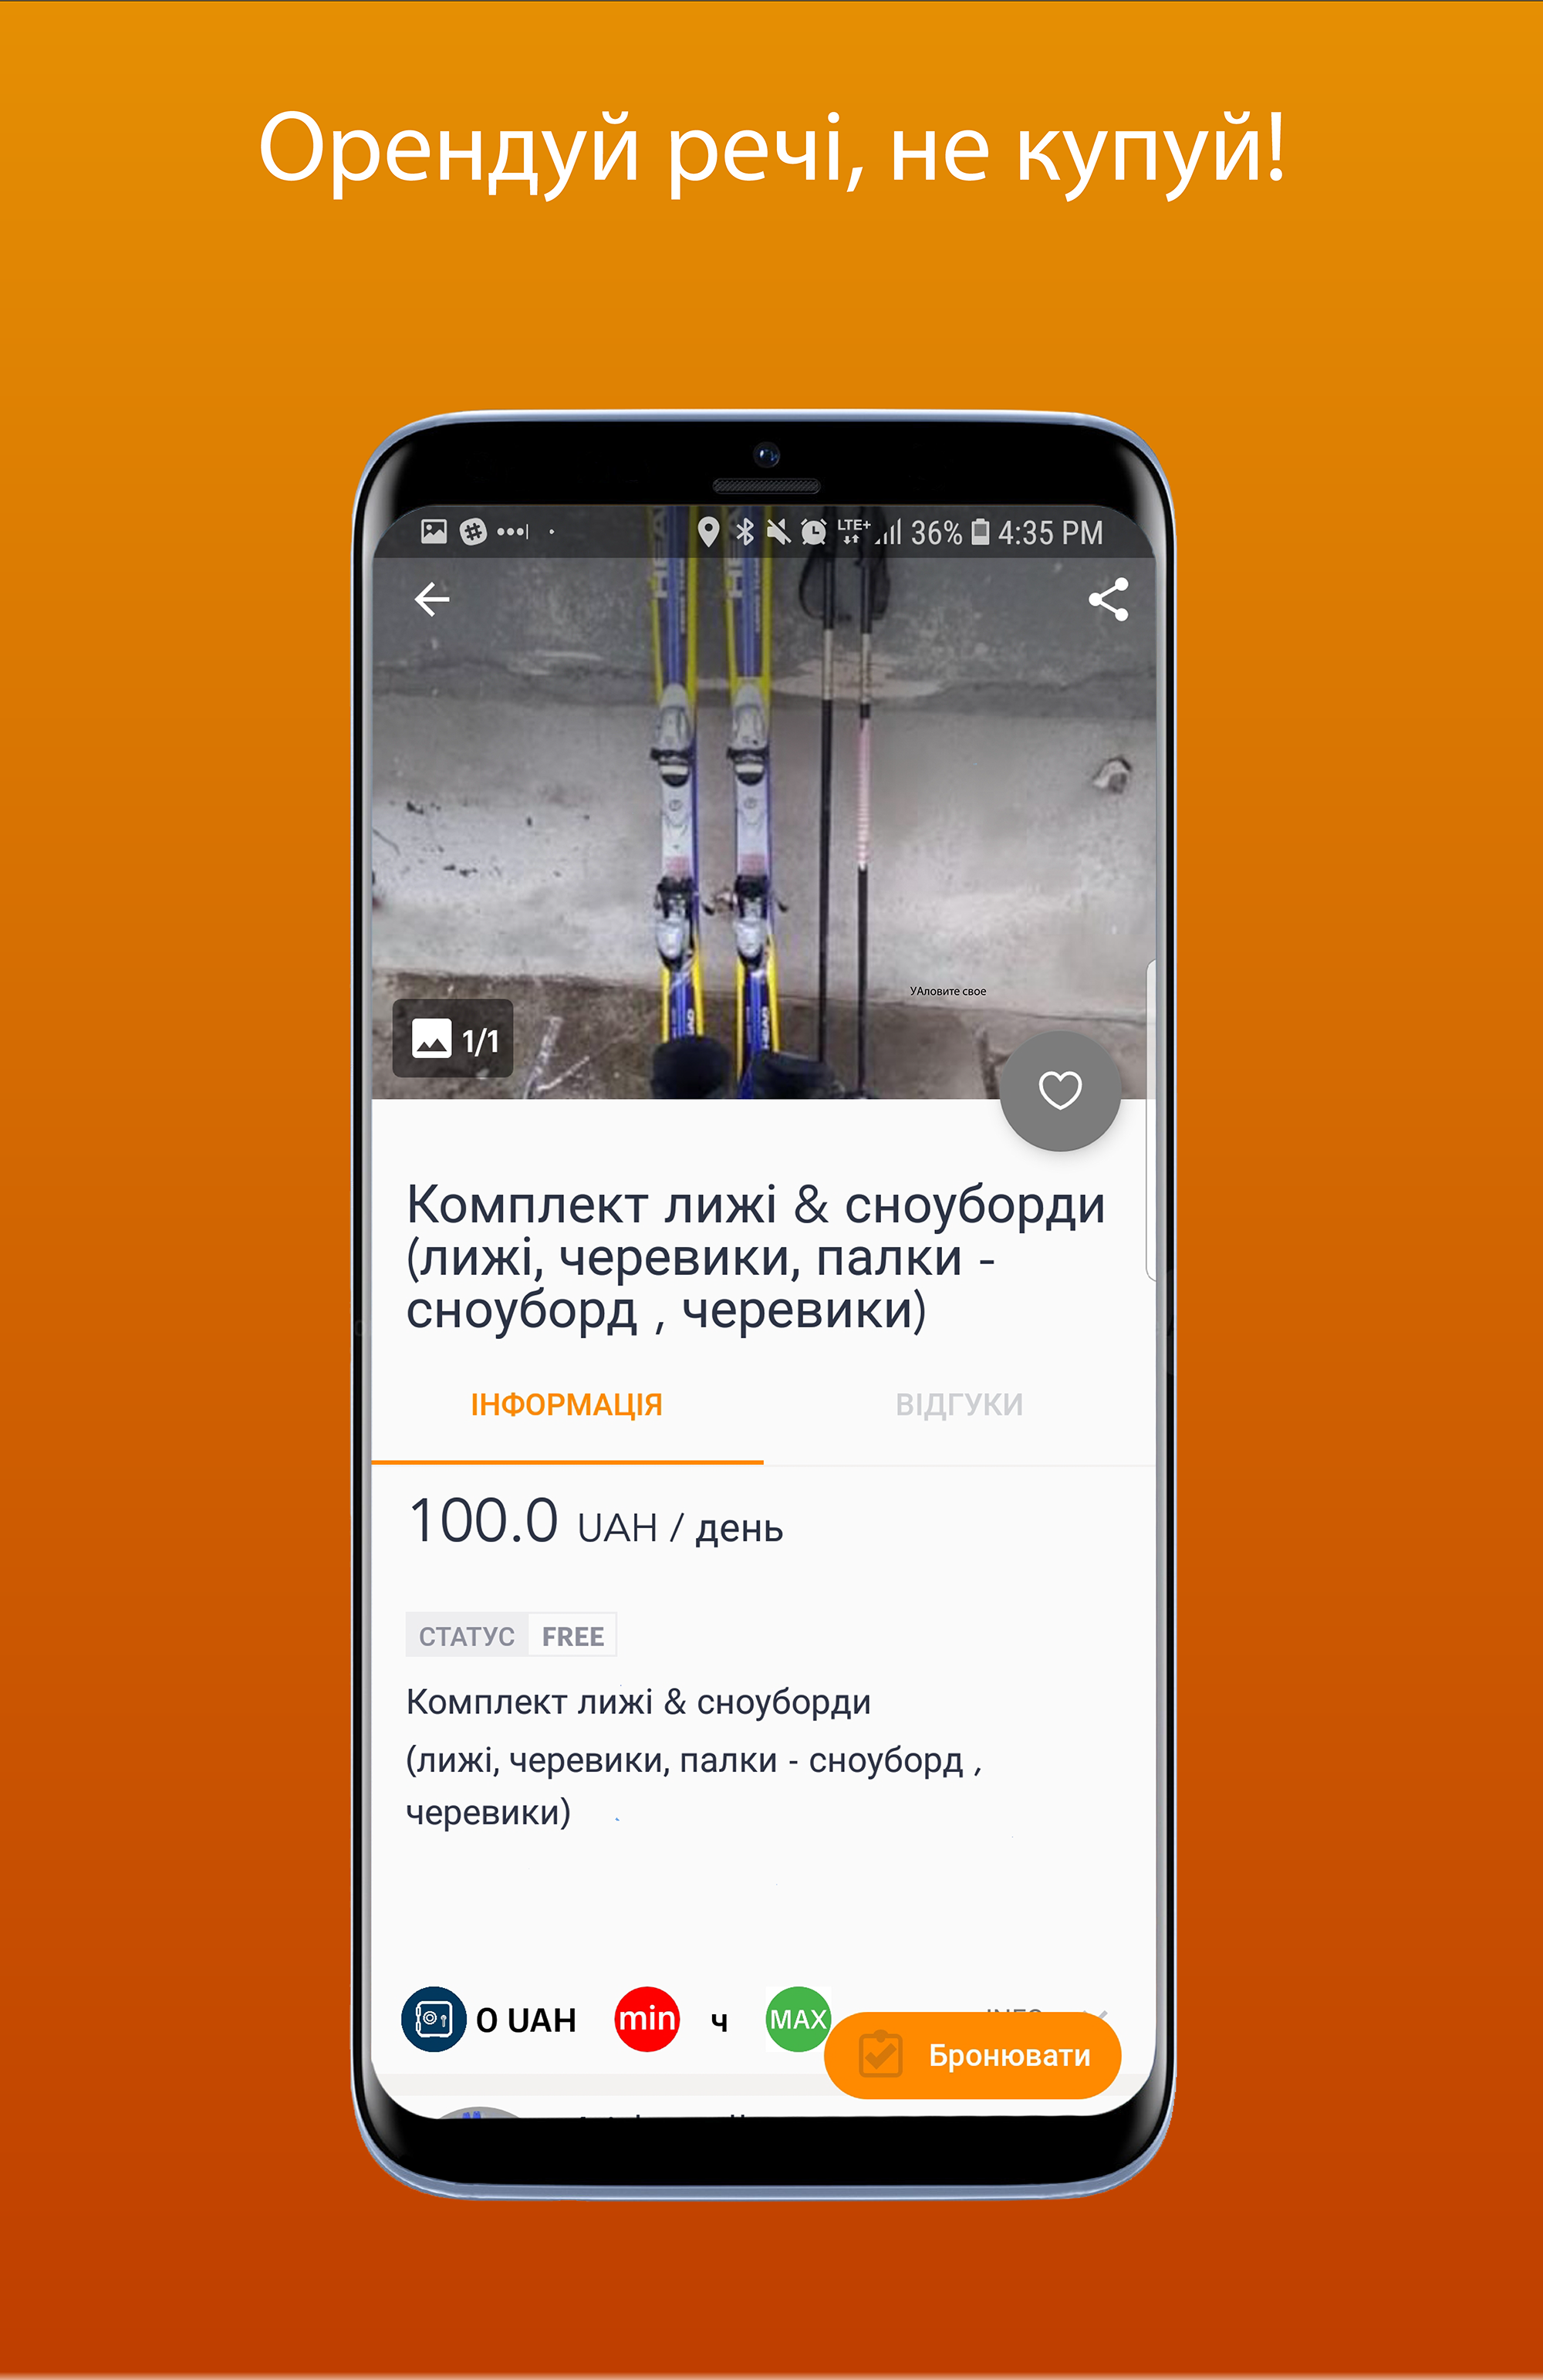 Орендуй речі, не купуй!
LTE+ 36% 4:35 PM
HEAD
УАловите свое
1/1
Комплект лижі & сноуборди
(лижі, черевики, палки -
сноуборд , черевики)
ІНФОРМАЦІЯ ВІДГУКИ
100.0 UAH / день
СТАТУС FREE
Комплект лижі & сноуборди
(лижі, черевики, палки - сноуборд ,
черевики)
0 UAH min ч MAX
Бронювати